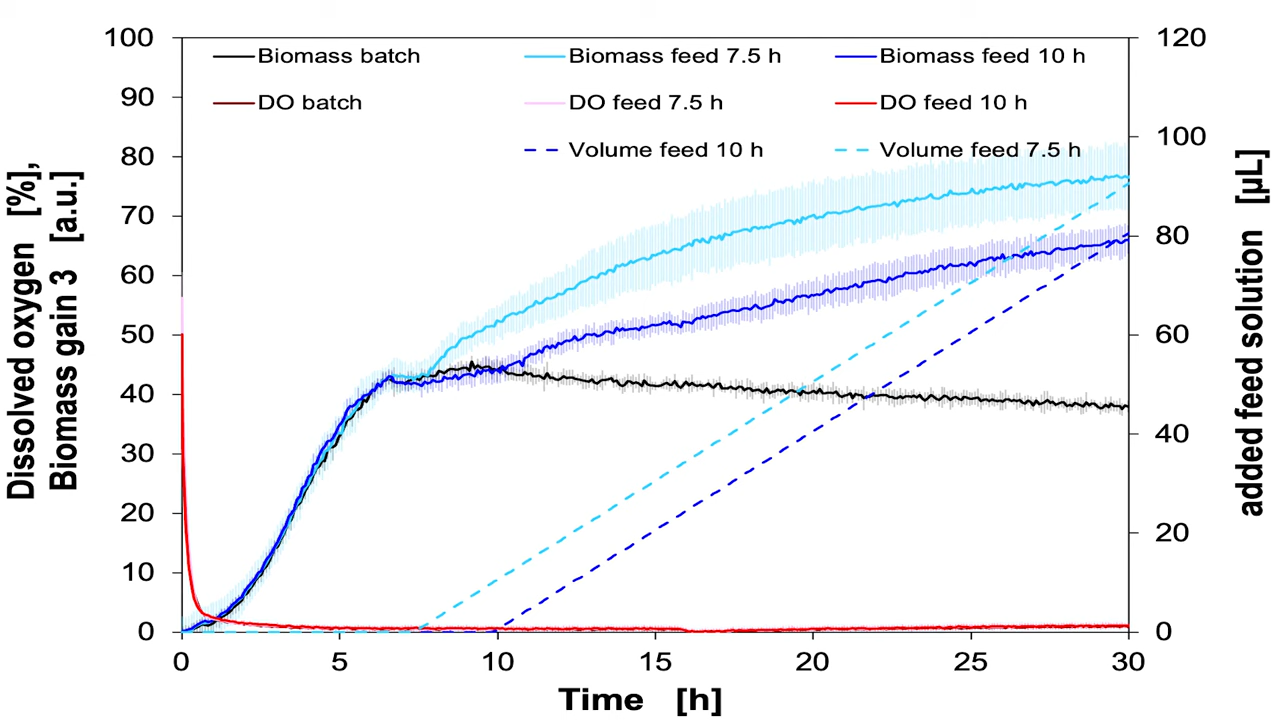 Dissolved oxygen [%],
Biomass gain 3 [a.u.]
100
90
80
70
60
50
40
30
20
10
0
Biomass batch
Biomass feed 7.5 h
Biomass feed 10 h
DO batch
DO feed 7.5 h
DO feed 10 h
Volume feed 10 h
Volume feed 7.5 h
120
100
80
60
40
20
0
added feed solution [µL]
0 5 10 15 20 25 30
Time [h]